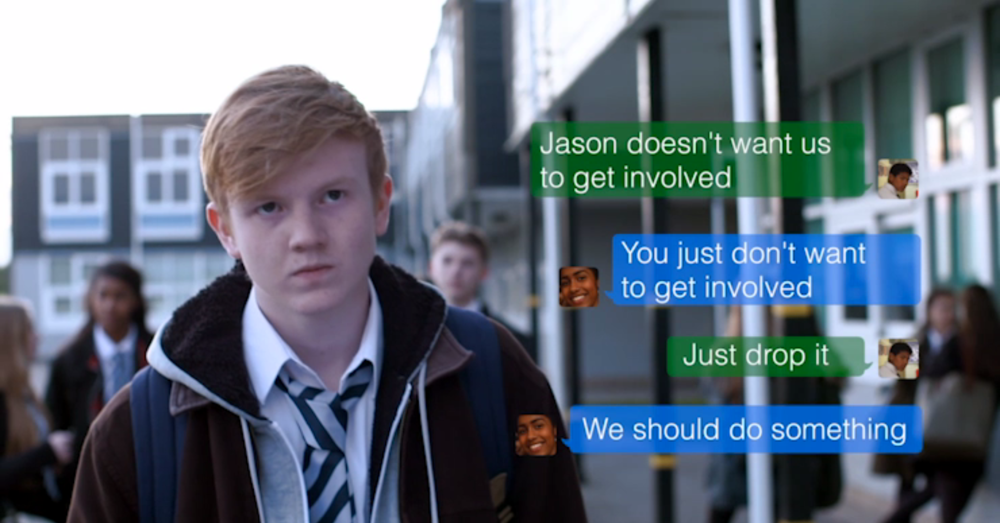 Jason doesn't want us
to get involved
You just don't want
to get involved
Just drop it
We should do something